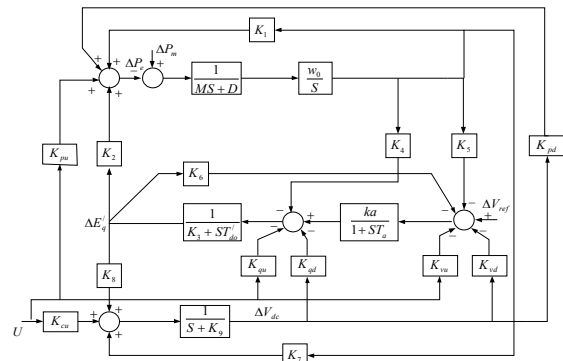 K_1
ΔP_m
+ + ΔP_e +
+ − +
1 / (MS + D)
w_0 / S
+
K_pu
K_2
K_4
K_5
K_pd
K_6
− − − ΔV_ref
ΔE_q^/
1 / (K_3 + ST_do^/)
− +
ka / (1 + ST_a)
− +
− −
− −
K_8
K_qu
K_qd
K_vu
K_vd
U
K_cu
+ + +
1 / (S + K_9)
ΔV_dc
+
K_7